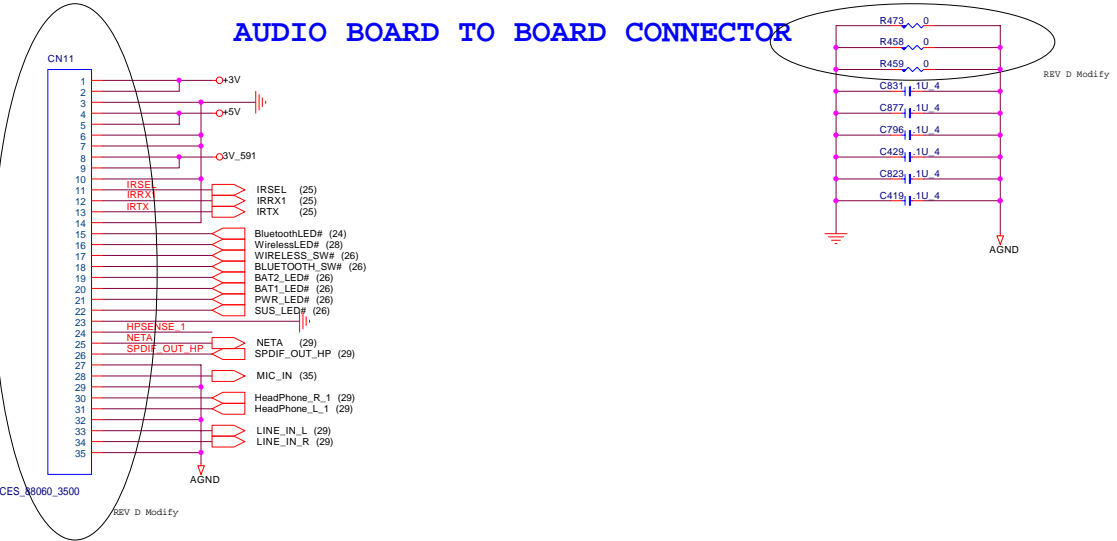 AUDIO BOARD TO BOARD CONNECTOR
CN11
1
2
3
4
5
6
7
8
9
10
11
12
13
14
15
16
17
18
19
20
21
22
23
24
25
26
27
28
29
30
31
32
33
34
35
+3V
+5V
3V_591
IRSEL
IRRX1
IRTX
IRSEL (25)
IRRX1 (25)
IRTX (25)
BluetoothLED# (24)
WirelessLED# (28)
WIRELESS_SW# (26)
BLUETOOTH_SW# (26)
BAT2_LED# (26)
BAT1_LED# (26)
PWR_LED# (26)
SUS_LED# (26)
HPSENSE_1
NETA
SPDIF_OUT_HP
NETA (29)
SPDIF_OUT_HP (29)
MIC_IN (35)
HeadPhone_R_1 (29)
HeadPhone_L_1 (29)
LINE_IN_L (29)
LINE_IN_R (29)
AGND
CES_88060_3500
REV D Modify
R473 0
R458 0
R459 0
REV D Modify
C831 .1U_4
C877 .1U_4
C796 .1U_4
C429 .1U_4
C823 .1U_4
C419 .1U_4
AGND